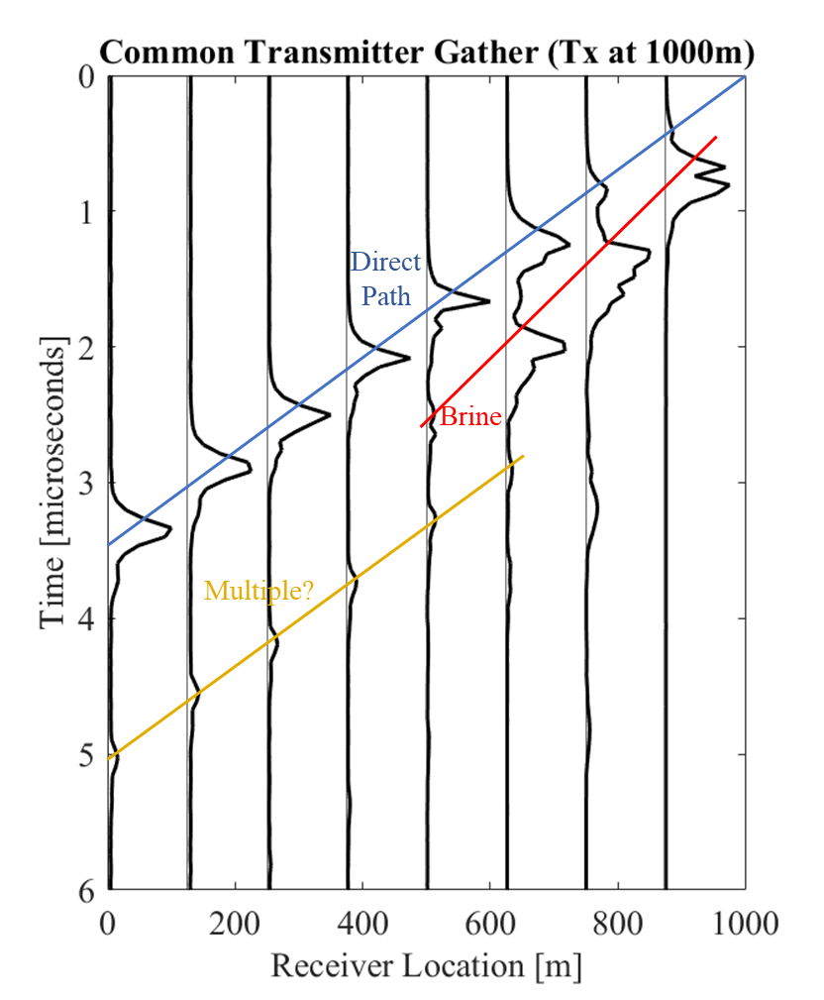 Common Transmitter Gather (Tx at 1000m)
0
1
2
3
4
5
6
Time [microseconds]
Direct
Path
Brine
Multiple?
0 200 400 600 800 1000
Receiver Location [m]